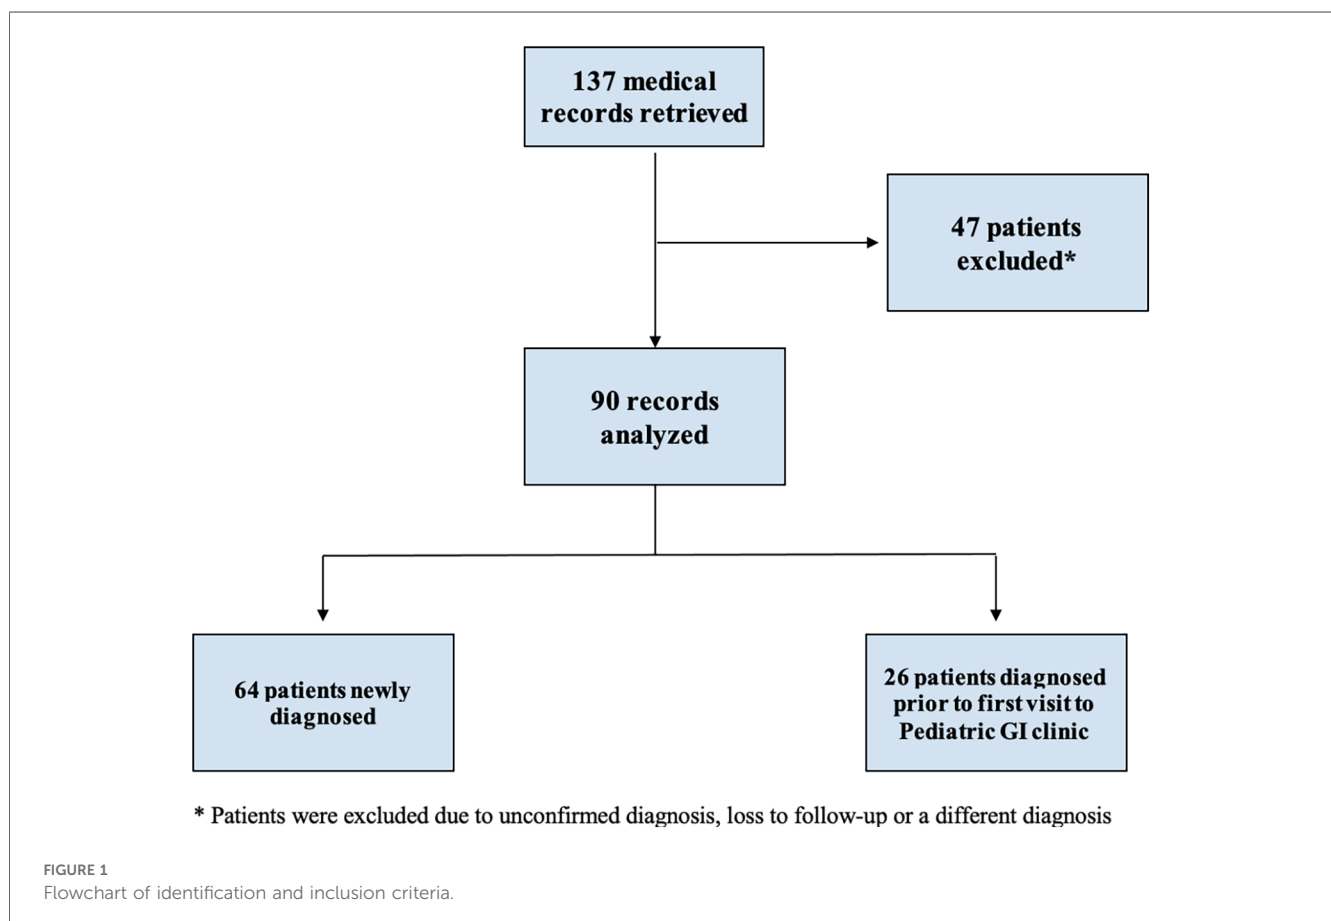 137 medical
records retrieved
47 patients
excluded*
90 records
analyzed
64 patients newly
diagnosed
26 patients diagnosed
prior to first visit to
Pediatric GI clinic
* Patients were excluded due to unconfirmed diagnosis, loss to follow-up or a different diagnosis
FIGURE 1
Flowchart of identification and inclusion criteria.